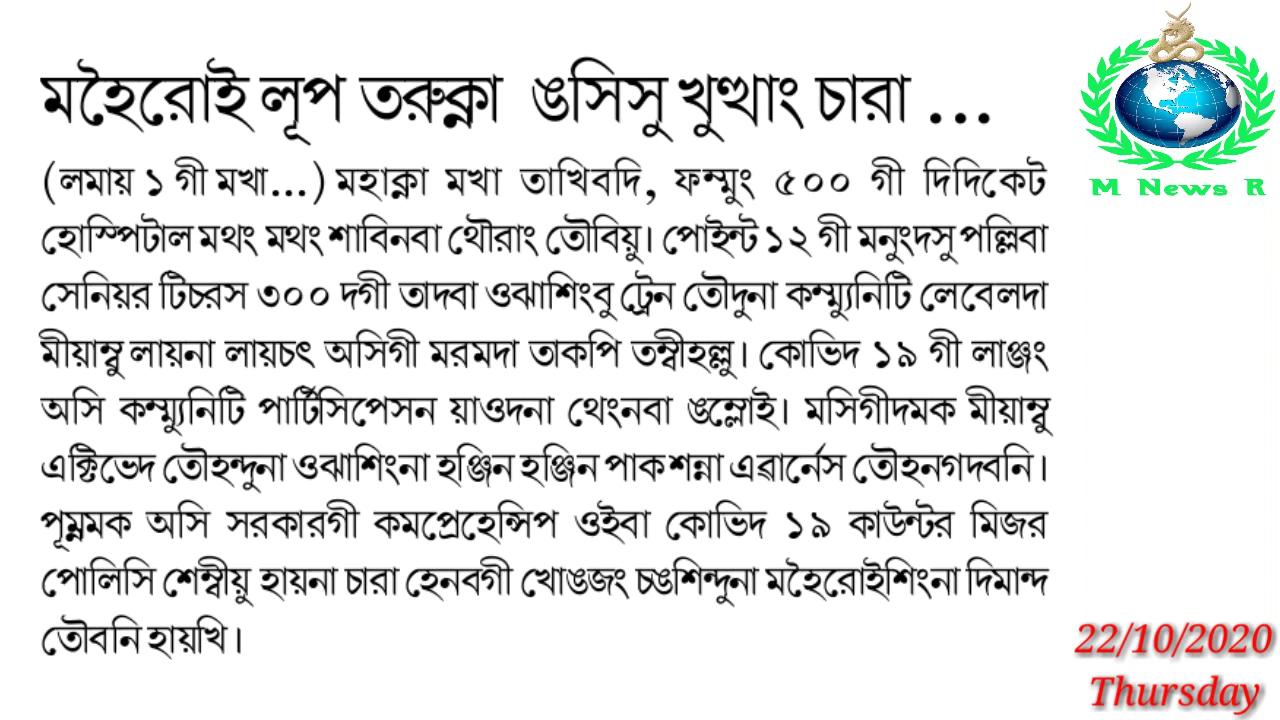 মহৈরোই লূপ তরুক্না ঙসিসু খুত্থাং চারা ...
M News R
(লমায় ১ গী মখা...) মহাক্না মখা তাখিবদি, ফম্মুং ৫০০ গী দিদিকেট
হোস্পিটাল মথং মথং শাবিনবা থৌরাং তৌবিয়ু। পোইন্ট ১২ গী মনুংদসু পল্লিবা
সেনিয়র টিচরস ৩০০ দগী তাদবা ওঝাশিংবু ট্রেন তৌদুনা কম্ম্যুনিটি লেবেলদা
মীয়াম্বু লায়না লায়চৎ অসিগী মরমদা তাকপি তম্বীহল্লু। কোভিদ ১৯ গী লাঞ্জং
অসি কম্ম্যুনিটি পার্টিসিপেসন য়াওদনা থেংনবা ঙম্লোই। মসিগীদমক মীয়াম্বু
এক্টিভেদ তৌহন্দুনা ওঝাশিংনা হঞ্জিন হঞ্জিন পাক শন্না এৱার্নেস তৌহনগদবনি।
পূম্নমক অসি সরকারগী কমপ্রেহেন্সিপ ওইবা কোভিদ ১৯ কাউন্টর মিজর
পোলিসি শেম্বীয়ু হায়না চারা হেনবগী খোঙজং চঙশিন্দুনা মহৈরোইশিংনা দিমান্দ
তৌবনি হায়খি।
22/10/2020
Thursday